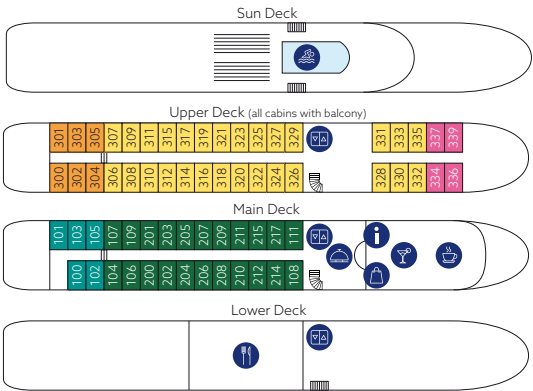 Sun Deck
Upper Deck (all cabins with balcony)
301 303 305 307 309 311 315 317 319 321 323 325 327 329 331 333 335 337 339
300 302 304 306 308 310 312 314 316 318 320 322 324 326 328 330 332 334 336
Main Deck
101 103 105 107 109 201 203 205 207 209 211 215 217 111 i
100 102 104 106 200 202 204 206 208 210 212 214 108
Lower Deck